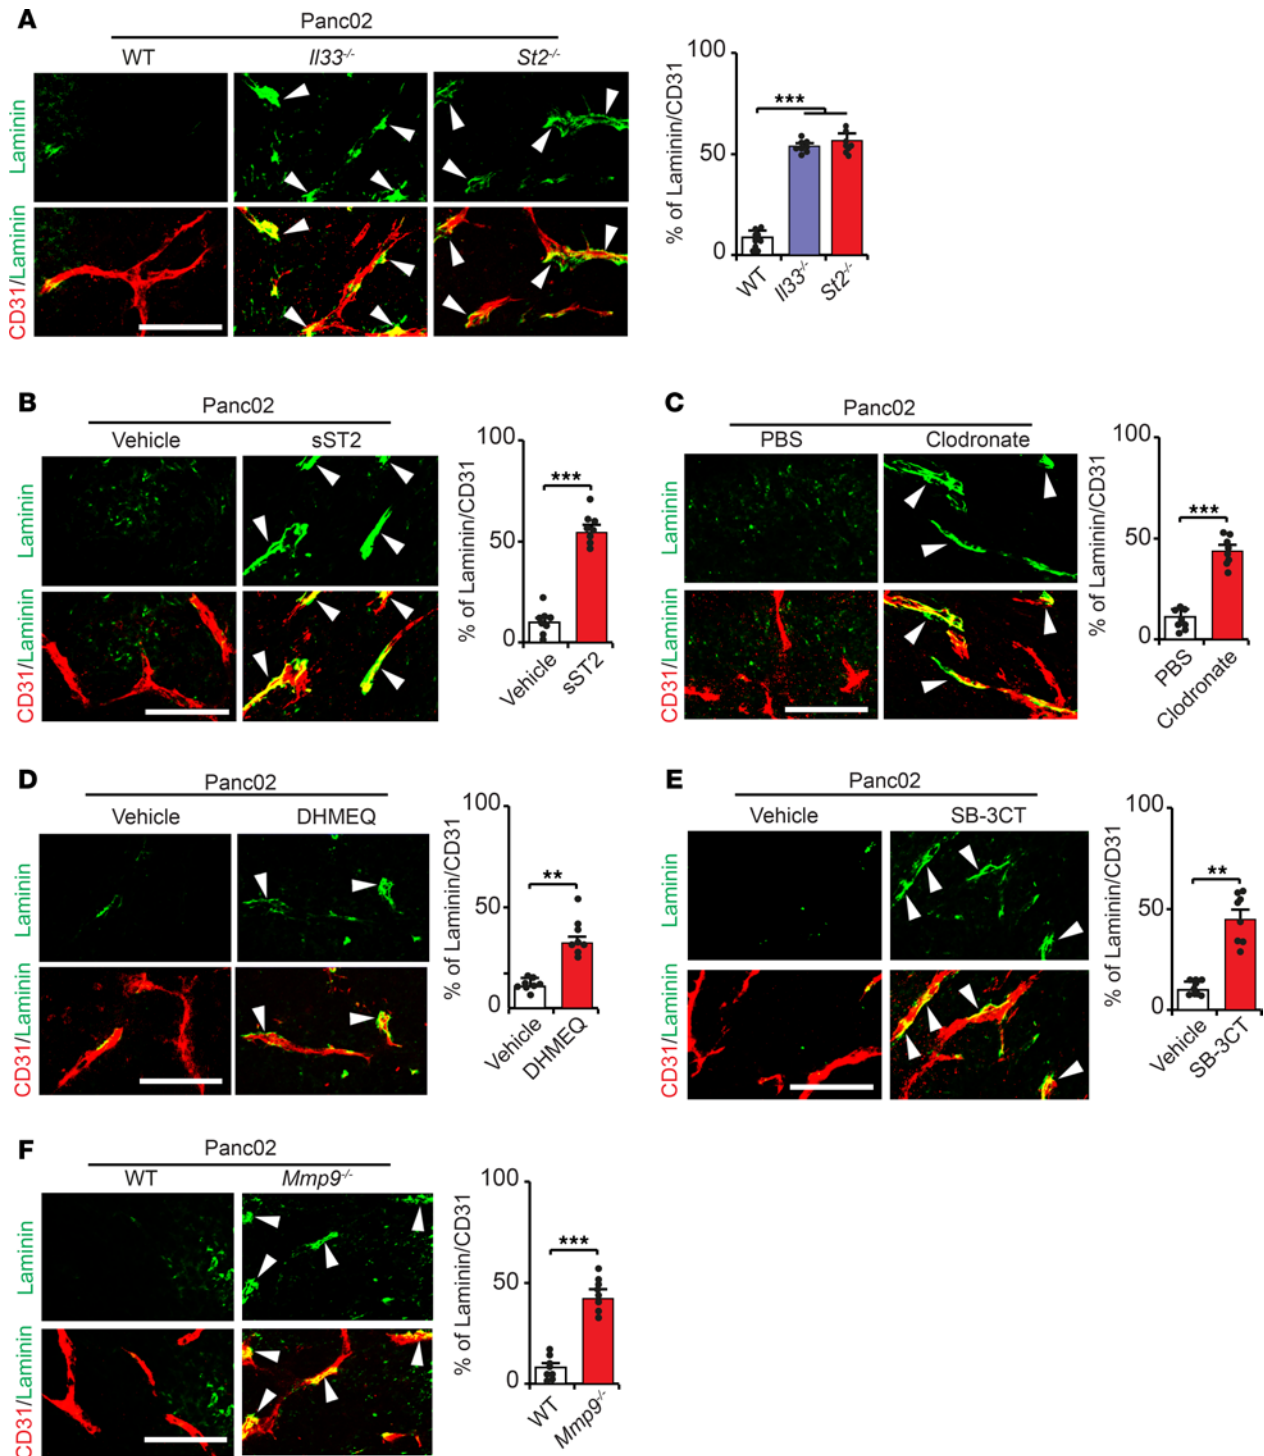 A
Panc02
WT
Il33-/-
St2-/-
Laminin
CD31/Laminin
% of Laminin/CD31
100
50
0
***
WT
Il33-/-
St2-/-
B
Panc02
Vehicle
sST2
Laminin
CD31/Laminin
% of Laminin/CD31
100
50
0
***
Vehicle
sST2
C
Panc02
PBS
Clodronate
Laminin
CD31/Laminin
% of Laminin/CD31
100
50
0
***
PBS
Clodronate
D
Panc02
Vehicle
DHMEQ
Laminin
CD31/Laminin
% of Laminin/CD31
100
50
0
**
Vehicle
DHMEQ
E
Panc02
Vehicle
SB-3CT
Laminin
CD31/Laminin
% of Laminin/CD31
100
50
0
**
Vehicle
SB-3CT
F
Panc02
WT
Mmp9-/-
Laminin
CD31/Laminin
% of Laminin/CD31
100
50
0
***
WT
Mmp9-/-